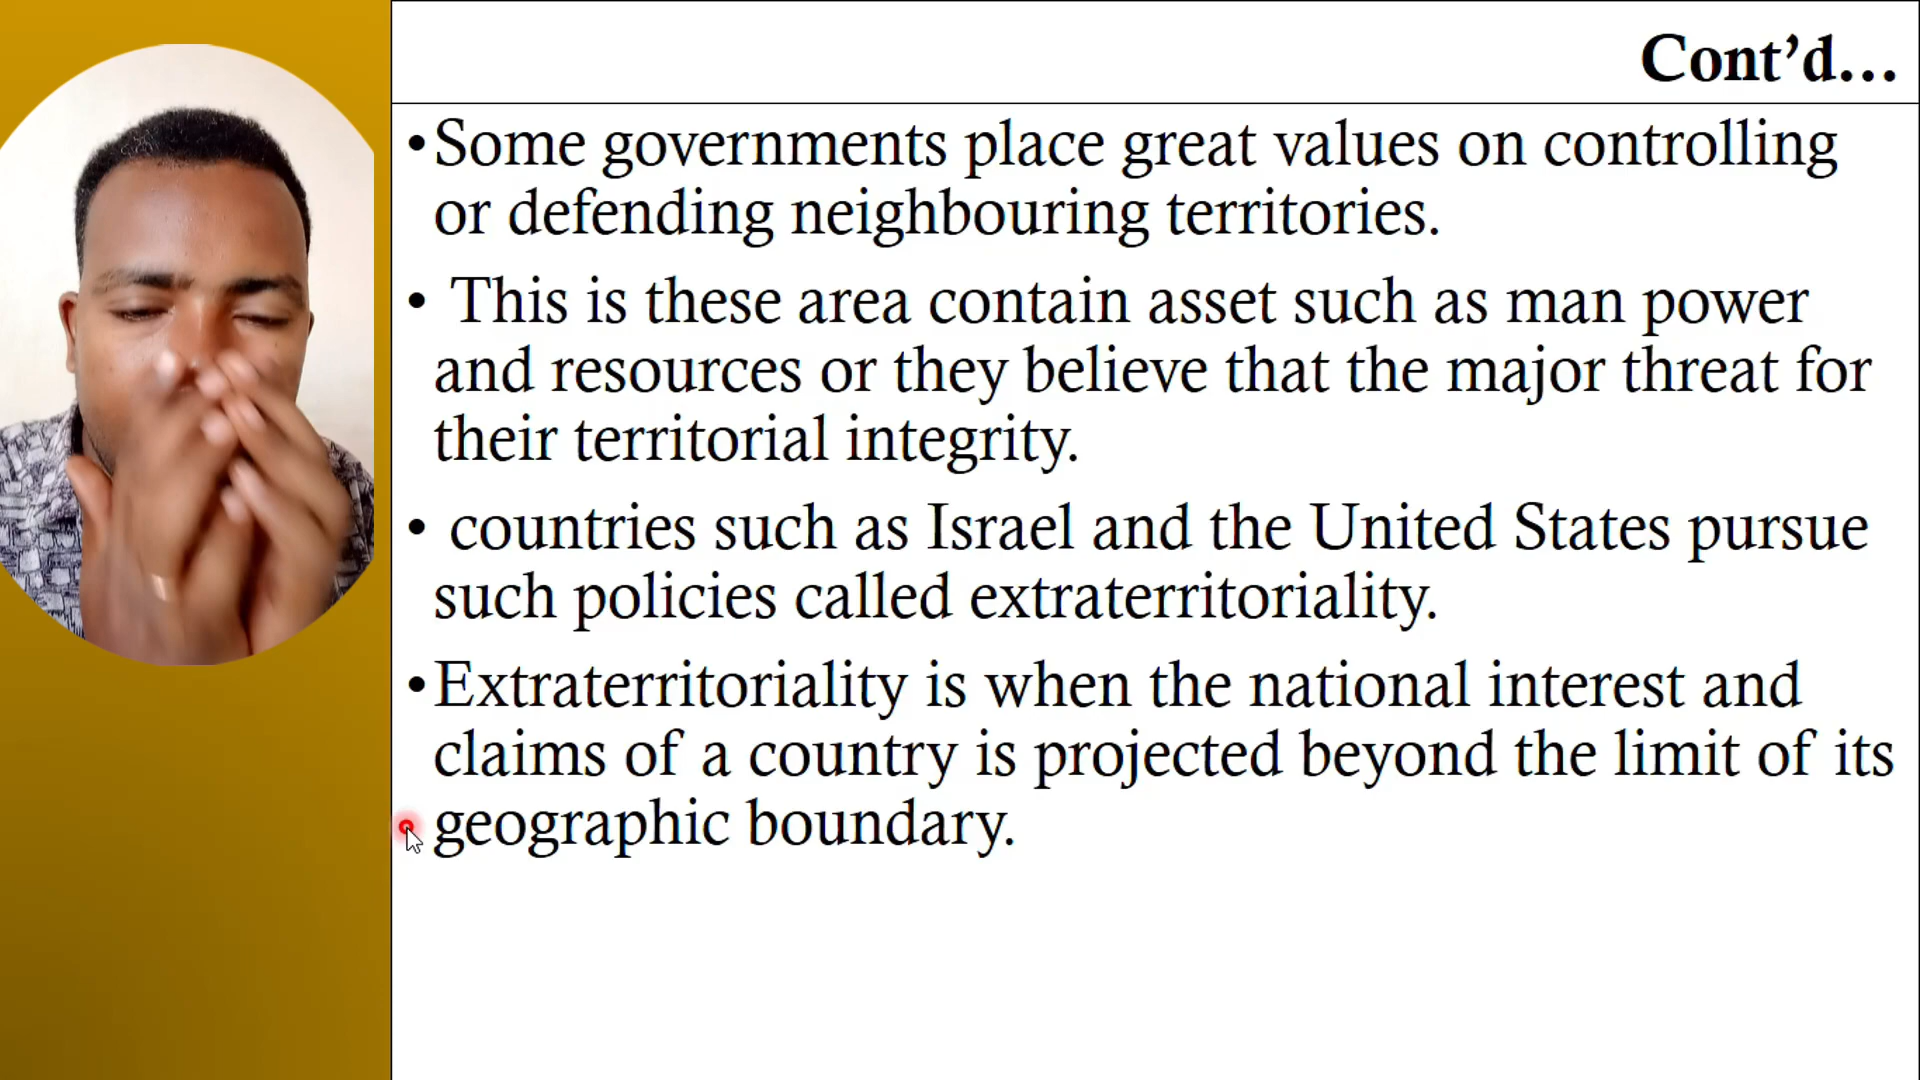 Cont’d…
•Some governments place great values on controlling
or defending neighbouring territories.
• This is these area contain asset such as man power
and resources or they believe that the major threat for
their territorial integrity.
• countries such as Israel and the United States pursue
such policies called extraterritoriality.
•Extraterritoriality is when the national interest and
claims of a country is projected beyond the limit of its
geographic boundary.